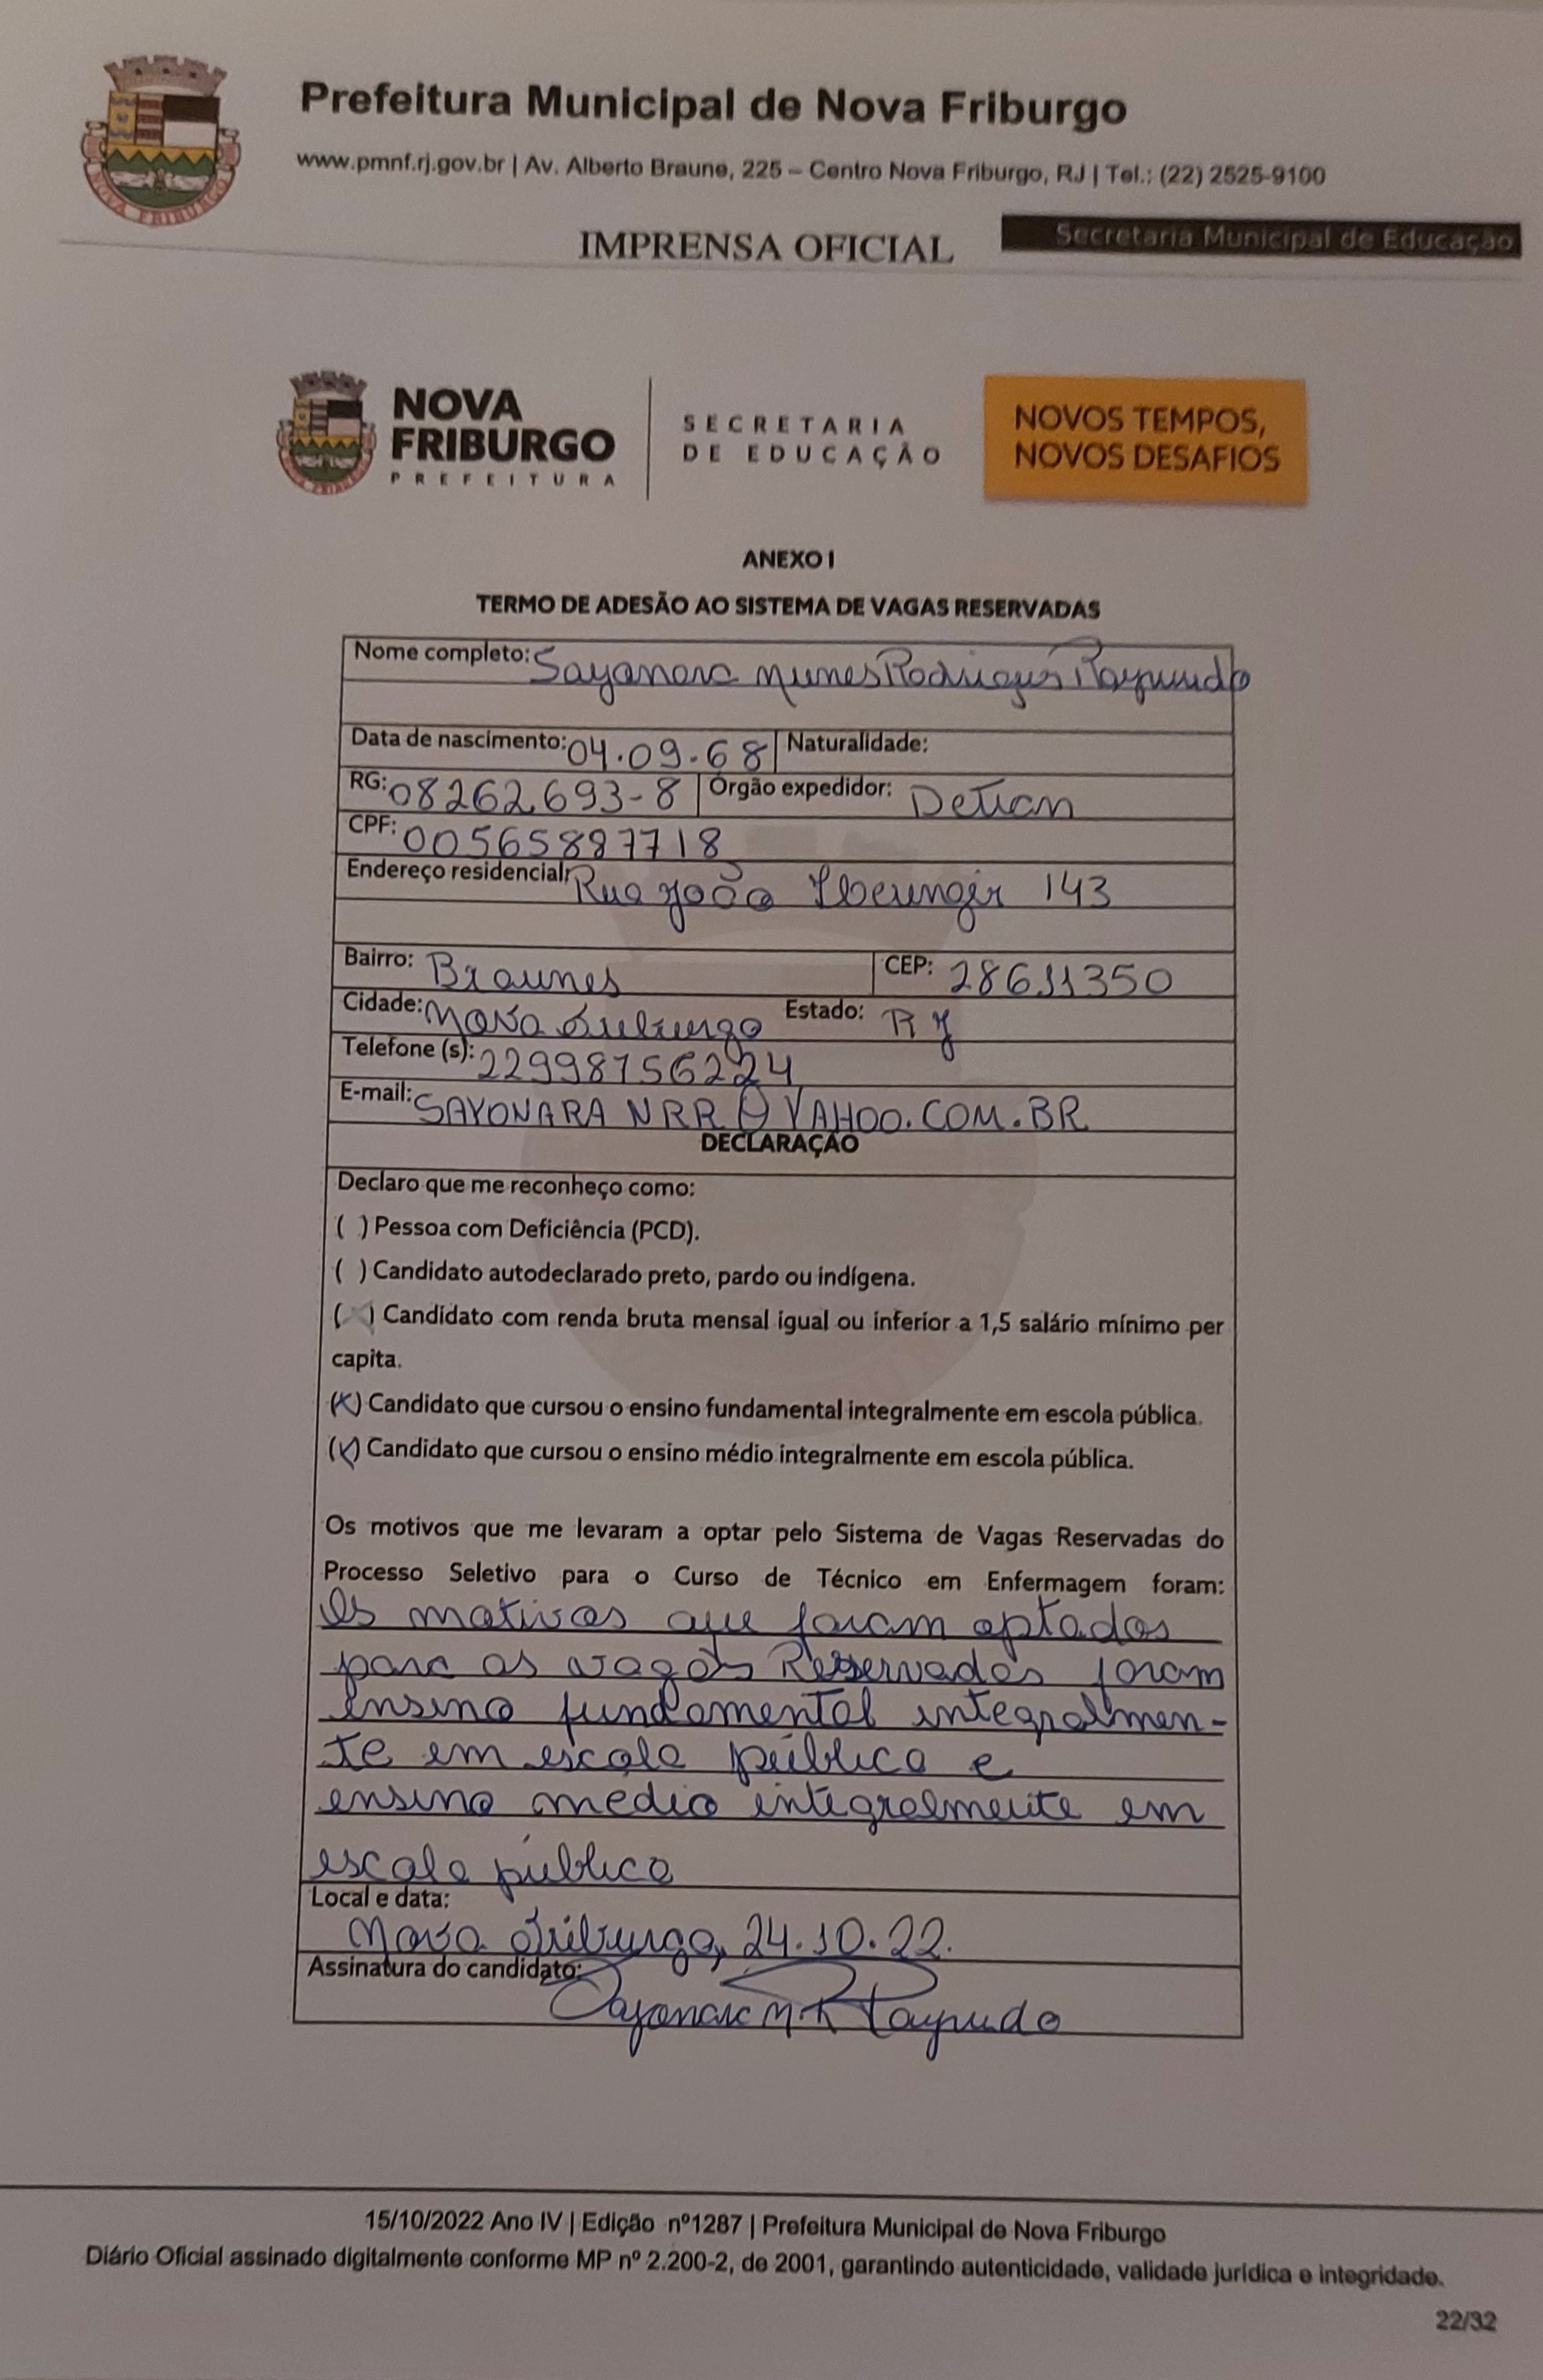 Prefeitura Municipal de Nova Friburgo
www.pmnf.rj.gov.br | Av. Alberto Braune, 225 – Centro Nova Friburgo, RJ | Tel.: (22) 2525-9100
IMPRENSA OFICIAL
Secretaria Municipal de Educação
NOVA FRIBURGO
NOVA
FRIBURGO
PREFEITURA
SECRETARIA
DE EDUCAÇÃO
NOVOS TEMPOS,
NOVOS DESAFIOS
ANEXO I
TERMO DE ADESÃO AO SISTEMA DE VAGAS RESERVADAS
Nome completo: Sayonara Nunes Rodrigues Raymundo
Data de nascimento: 04.09.68 Naturalidade:
RG: 08262693-8 Órgão expedidor: Detran
CPF: 00565887718
Endereço residencial: Rua João 143
Bairro: Braunes CEP: 28611350
Cidade: Nova Friburgo Estado: RJ
Telefone (s): 22998756224
E-mail: SAYONARA NRR @ YAHOO.COM.BR
DECLARAÇÃO
Declaro que me reconheço como:
( ) Pessoa com Deficiência (PCD).
( ) Candidato autodeclarado preto, pardo ou indígena.
( ) Candidato com renda bruta mensal igual ou inferior a 1,5 salário mínimo per
capita.
(X) Candidato que cursou o ensino fundamental integralmente em escola pública.
(X) Candidato que cursou o ensino médio integralmente em escola pública.
Os motivos que me levaram a optar pelo Sistema de Vagas Reservadas do
Processo Seletivo para o Curso de Técnico em Enfermagem foram:
Os motivos que foram optados
para as vagas Reservadas foram
ensino fundamental integralmen-
te em escola pública e
ensino médio integralmente em
escola pública
Local e data:
Nova Friburgo, 24.10.22.
Assinatura do candidato:
Sayonara N. R. Raymundo
15/10/2022 Ano IV | Edição nº1287 | Prefeitura Municipal de Nova Friburgo
Diário Oficial assinado digitalmente conforme MP nº 2.200-2, de 2001, garantindo autenticidade, validade jurídica e integridade.
22/32